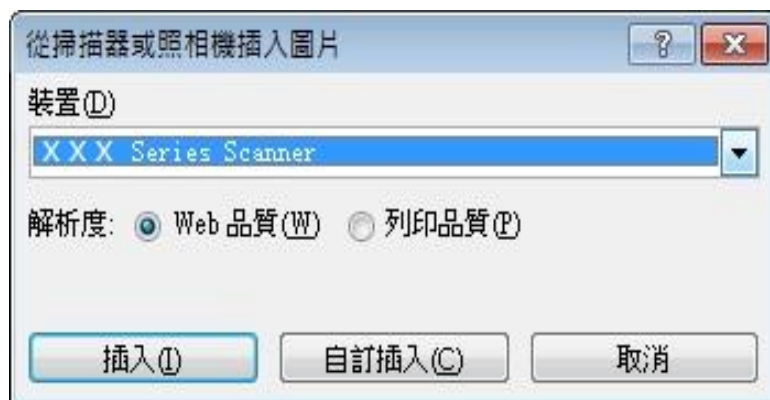 從掃描器或照相機插入圖片
裝置(D)
XXX Series Scanner
解析度: Web 品質(W) 列印品質(P)
插入(I) 自訂插入(C) 取消